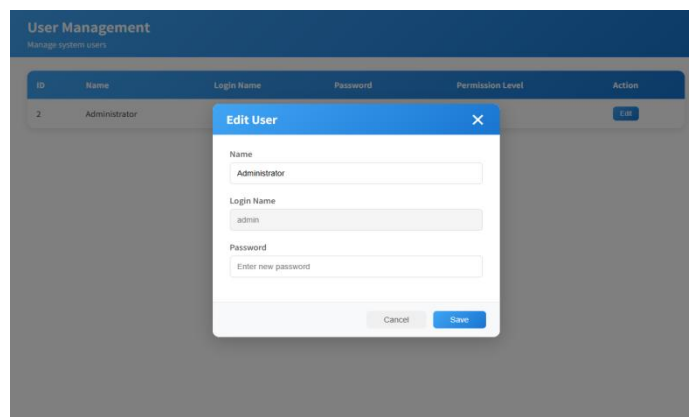 User Management
Manage system users
ID Name Login Name Password Permission Level Action
2 Administrator Edit
Edit User ✕
Name
Administrator
Login Name
admin
Password
Enter new password
Cancel Save